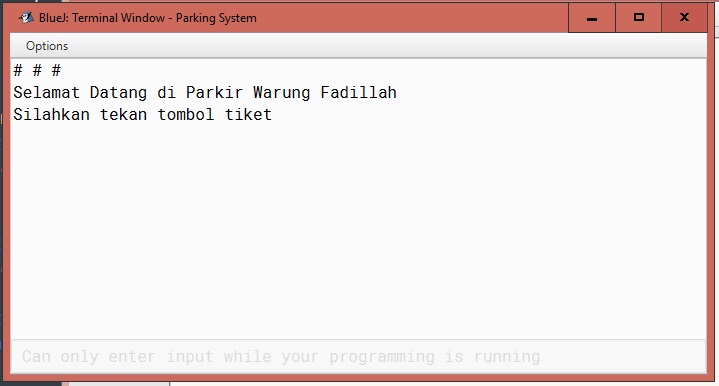 BlueJ: Terminal Window - Parking System
Options
# # #
Selamat Datang di Parkir Warung Fadillah
Silahkan tekan tombol tiket
Can only enter input while your programming is running